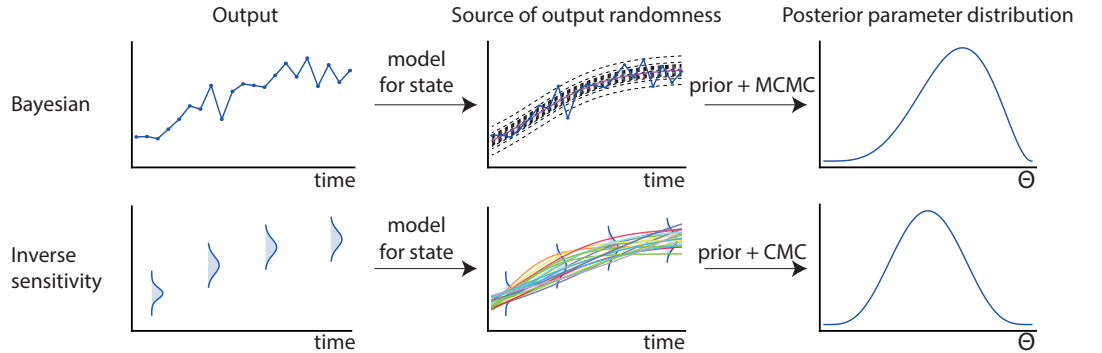 Output
Source of output randomness
Posterior parameter distribution
Bayesian
time
model
for state
time
prior + MCMC
Θ
Inverse
sensitivity
time
model
for state
time
prior + CMC
Θ